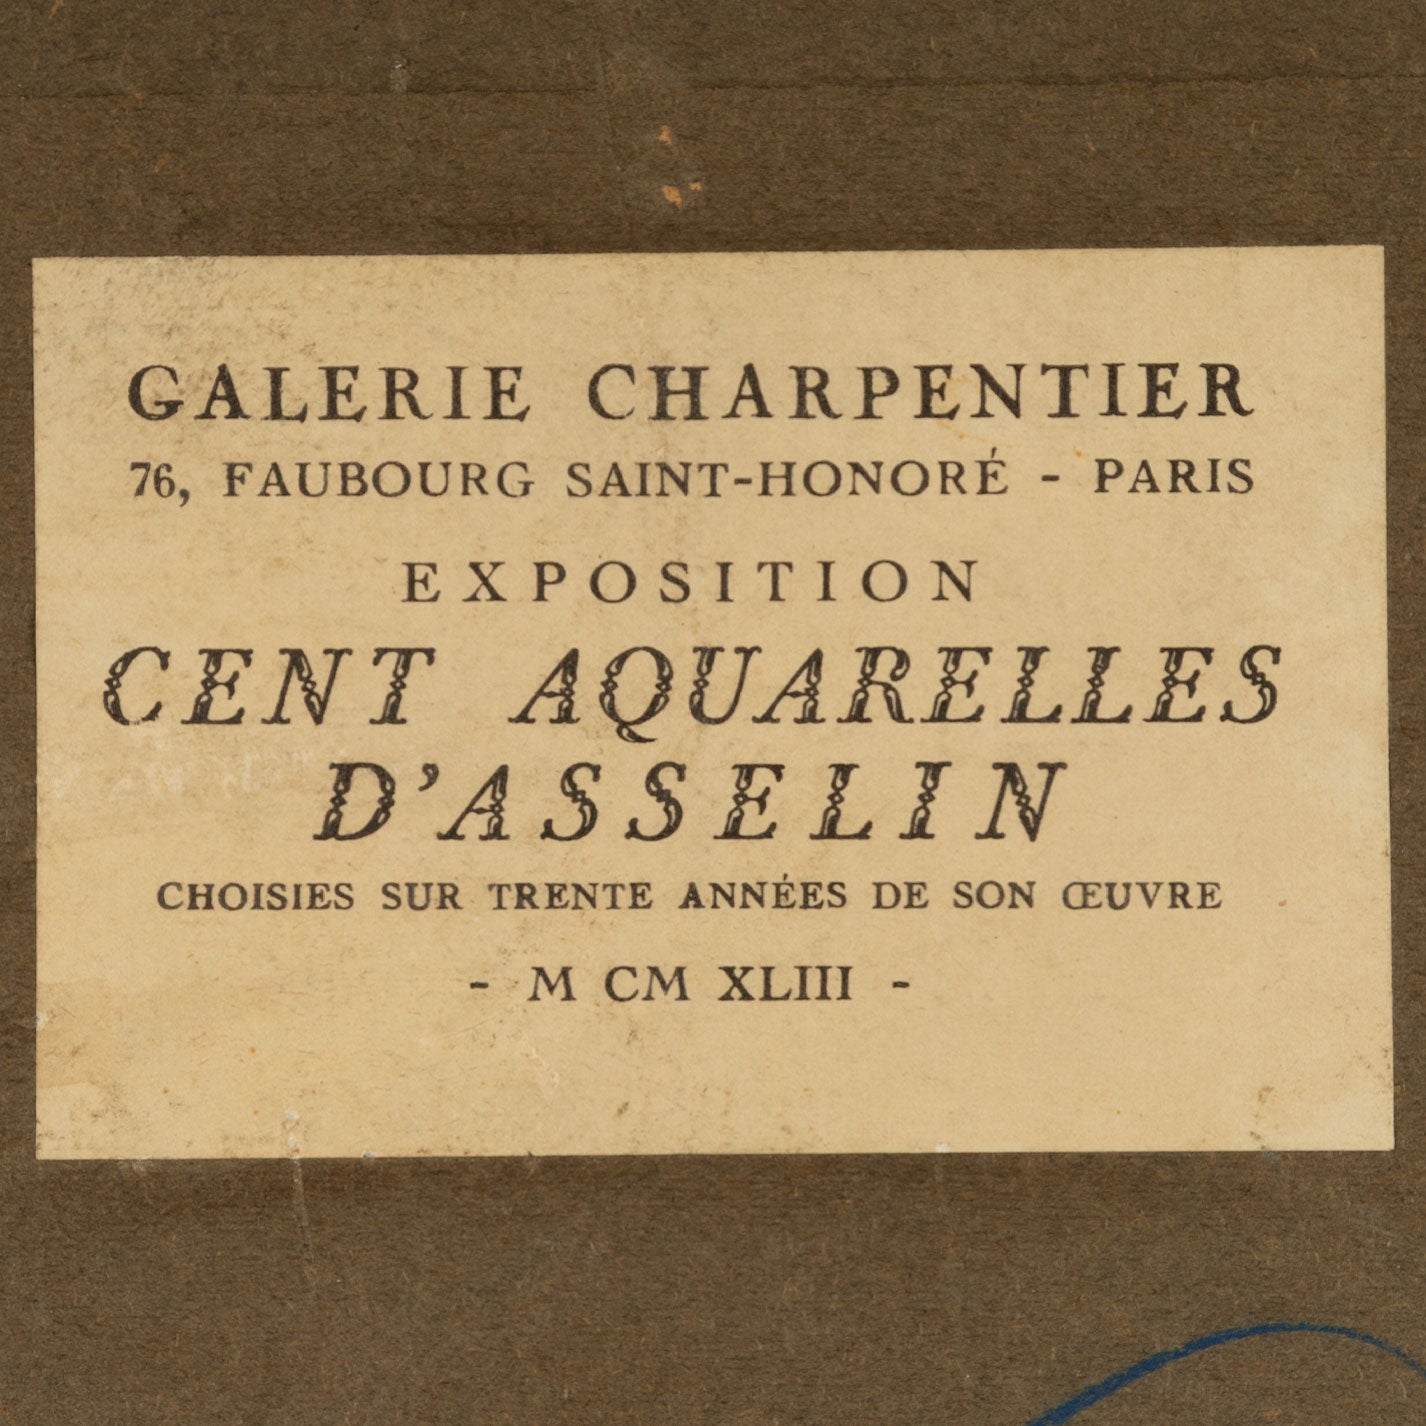 GALERIE CHARPENTIER
76, FAUBOURG SAINT-HONORÉ - PARIS
EXPOSITION
CENT AQUARELLES
D'ASSELIN
CHOISIES SUR TRENTE ANNÉES DE SON ŒUVRE
- M CM XLIII -